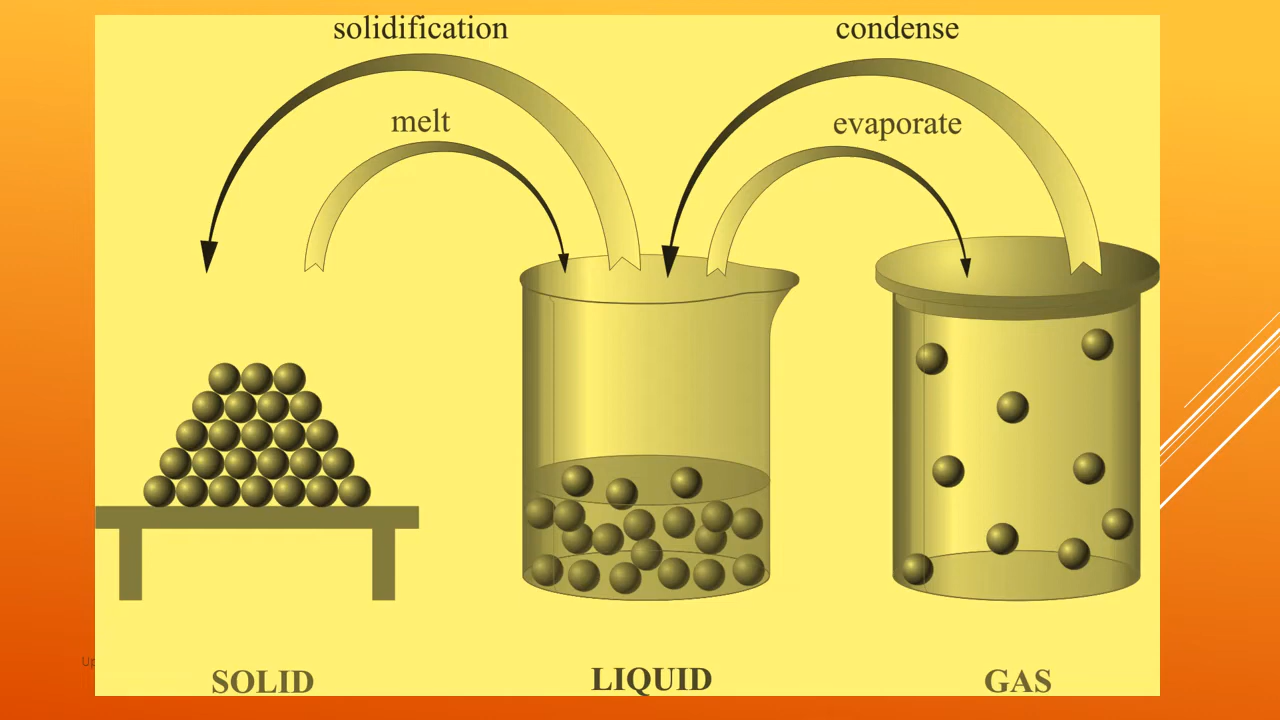 solidification
condense
melt
evaporate
SOLID
LIQUID
GAS